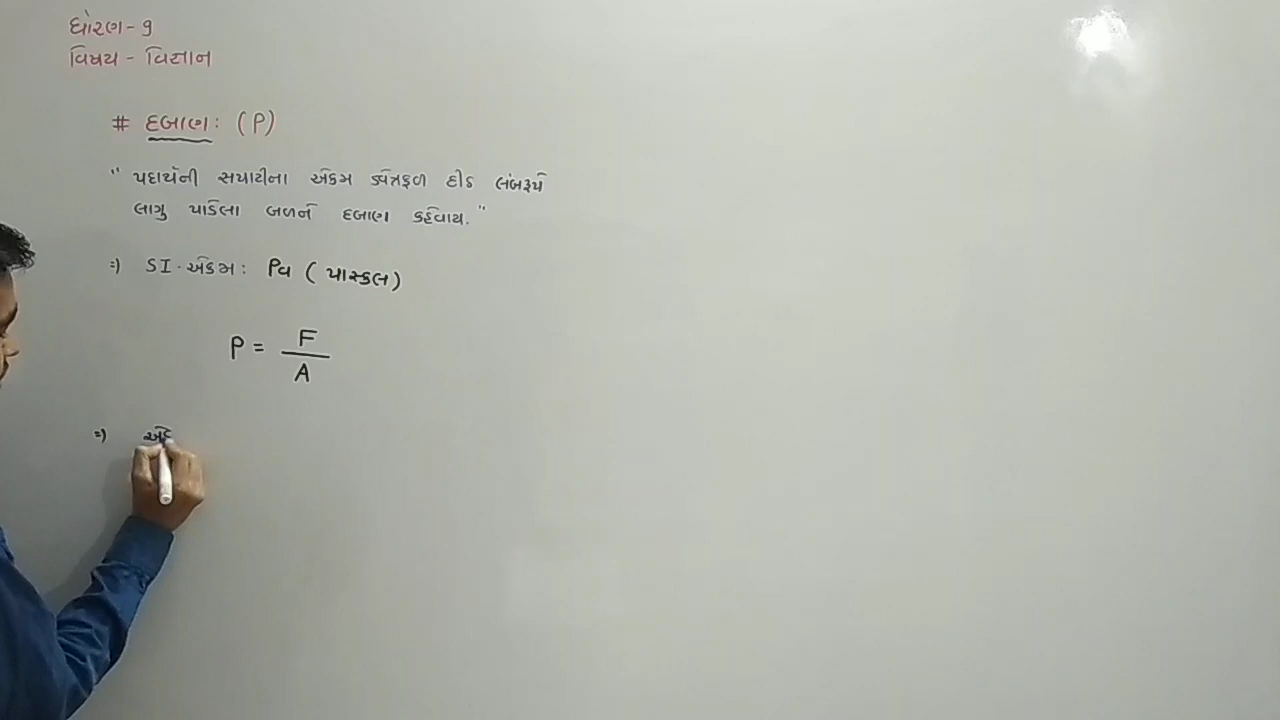 ધોરણ - 9
વિષય - વિજ્ઞાન
# દબાણ : (P)
" પદાર્થની સપાટીના એકમ ક્ષેત્રફળ દીઠ લંબરૂપે
લાગુ પાડેલા બળને દબાણ કહેવાય. "
⇒ SI. એકમ : Pa ( પાસ્કલ )
P = F / A
⇒